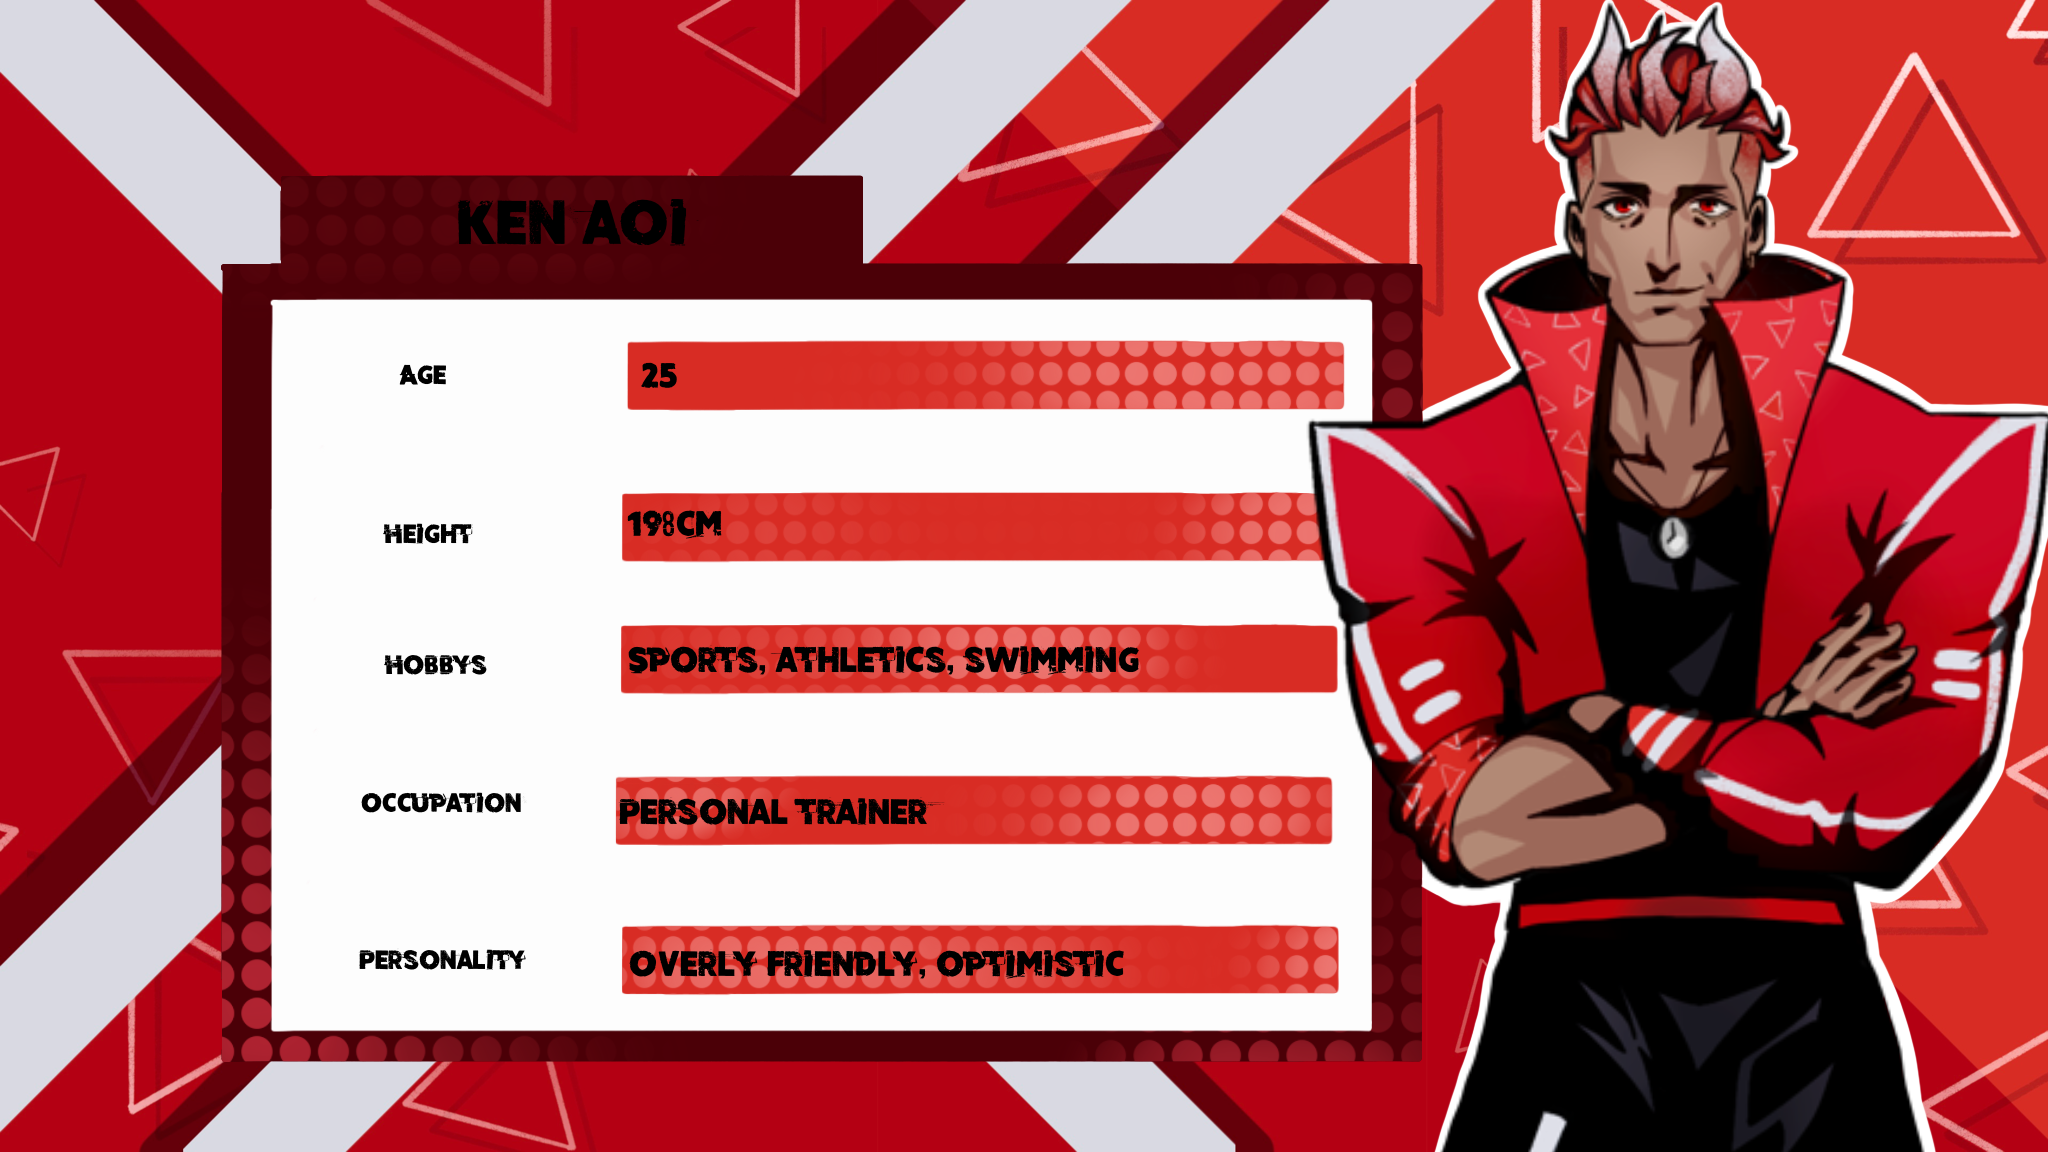 KEN AOI
AGE
25
HEIGHT
198CM
HOBBYS
SPORTS, ATHLETICS, SWIMMING
OCCUPATION
PERSONAL TRAINER
PERSONALITY
OVERLY FRIENDLY, OPTIMISTIC